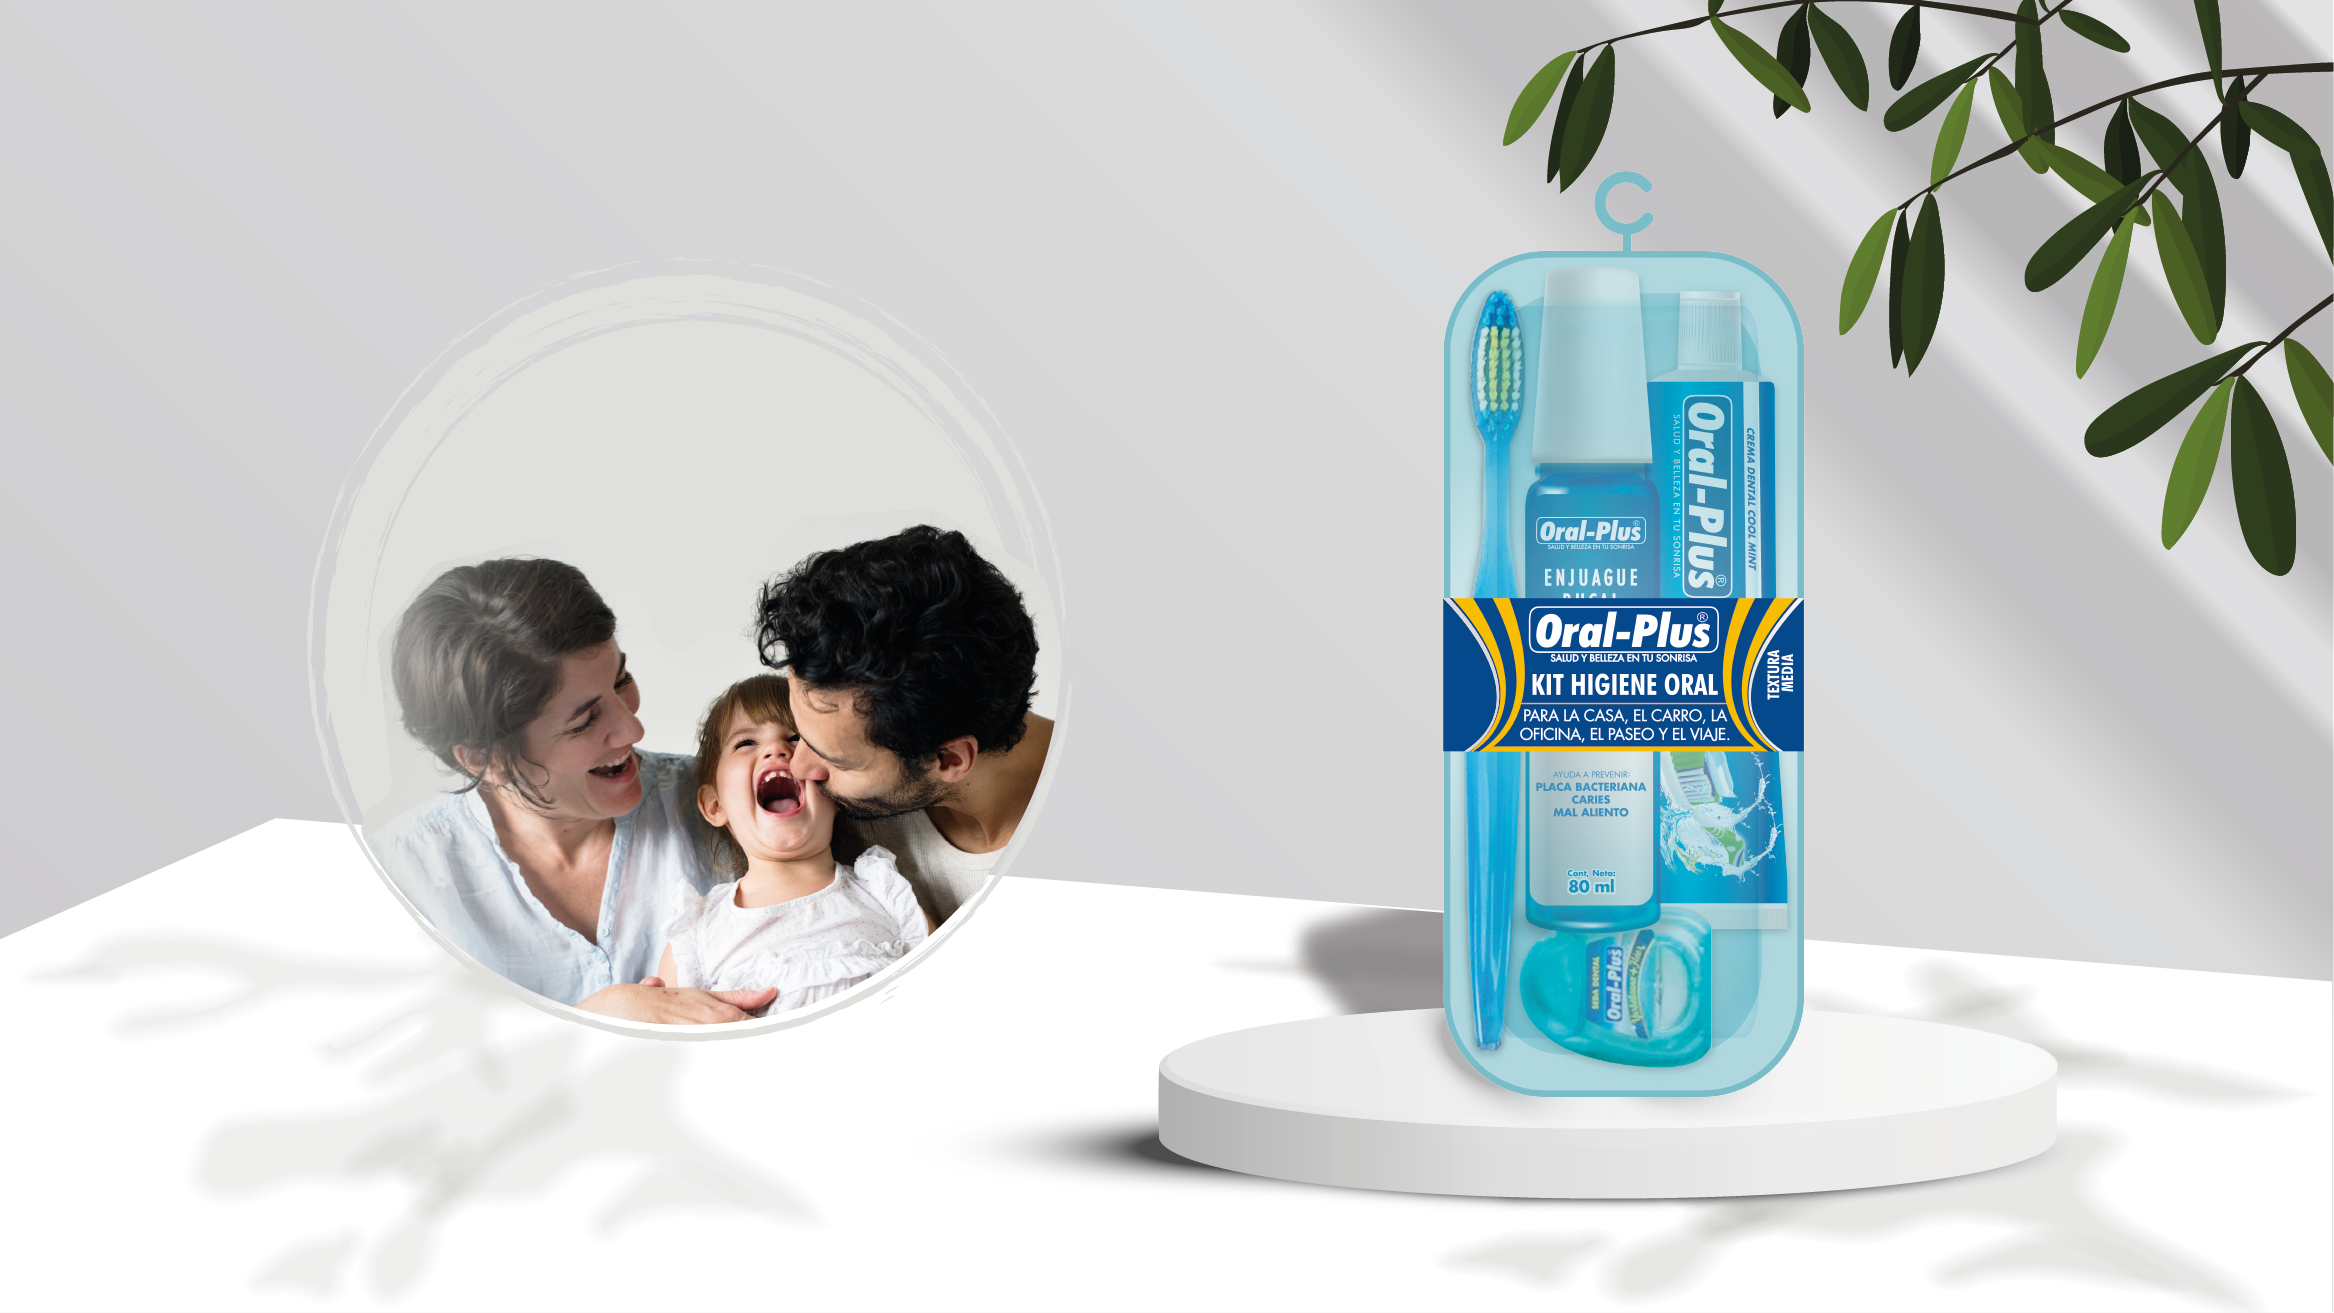 Oral-Plus®
SALUD Y BELLEZA EN TU SONRISA
CREMA DENTAL COOL MINT
Oral-Plus®
SALUD Y BELLEZA EN TU SONRISA
ENJUAGUE
BUCAL
Oral-Plus®
SALUD Y BELLEZA EN TU SONRISA
KIT HIGIENE ORAL
PARA LA CASA, EL CARRO, LA
OFICINA, EL PASEO Y EL VIAJE.
TEXTURA
MEDIA
AYUDA A PREVENIR:
PLACA BACTERIANA
CARIES
MAL ALIENTO
Cont. Neto:
80 ml
SEDA DENTAL
Oral-Plus